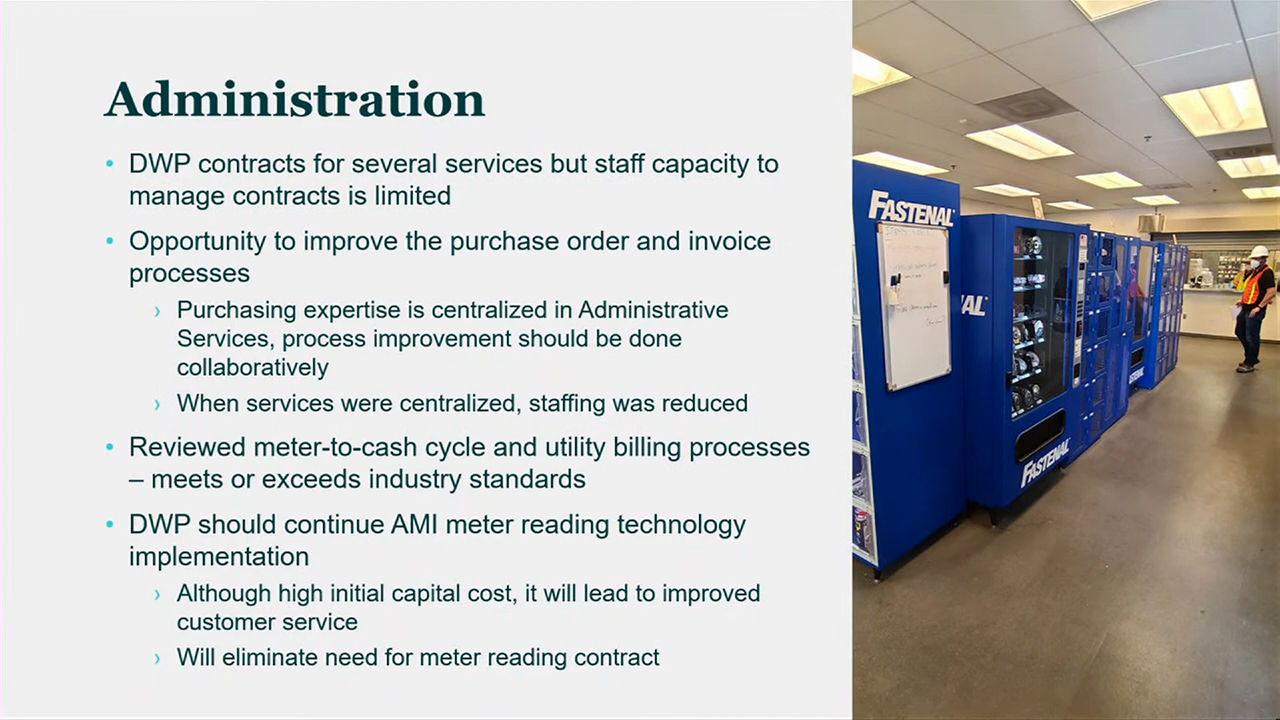 Administration
• DWP contracts for several services but staff capacity to
manage contracts is limited
• Opportunity to improve the purchase order and invoice
processes
› Purchasing expertise is centralized in Administrative
Services, process improvement should be done
collaboratively
› When services were centralized, staffing was reduced
• Reviewed meter-to-cash cycle and utility billing processes
– meets or exceeds industry standards
• DWP should continue AMI meter reading technology
implementation
› Although high initial capital cost, it will lead to improved
customer service
› Will eliminate need for meter reading contract
FASTENAL
AL
FASTENAL